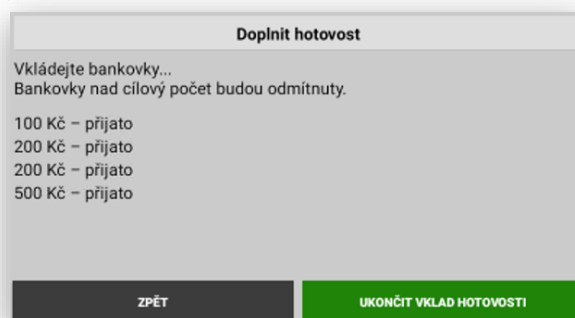 Doplnit hotovost
Vkládejte bankovky...
Bankovky nad cílový počet budou odmítnuty.
100 Kč – přijato
200 Kč – přijato
200 Kč – přijato
500 Kč – přijato
ZPĚT
UKONČIT VKLAD HOTOVOSTI